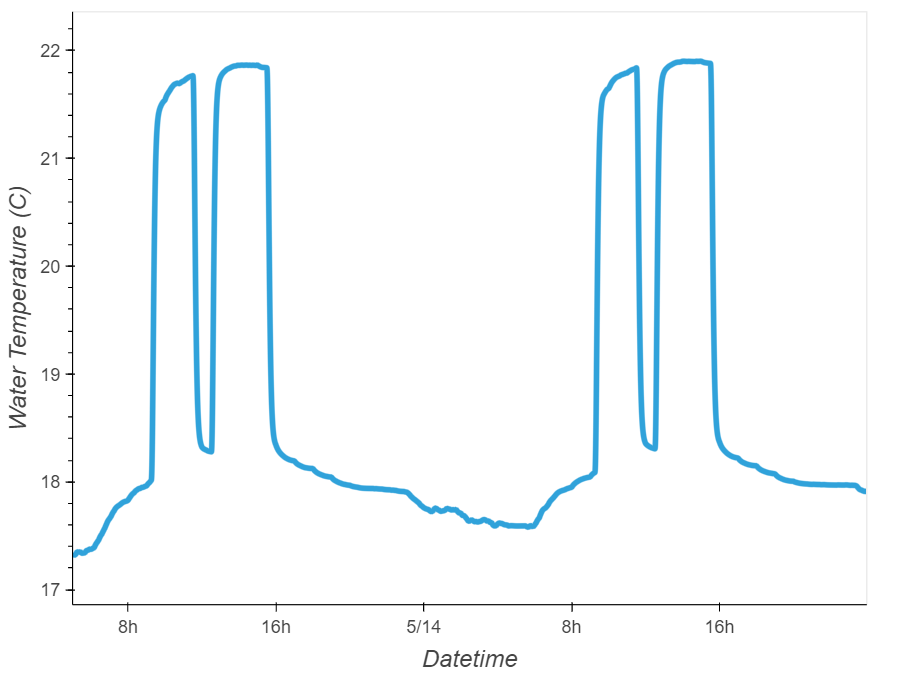 22
21
20
19
18
17
Water Temperature (C)
8h 16h 5/14 8h 16h
Datetime